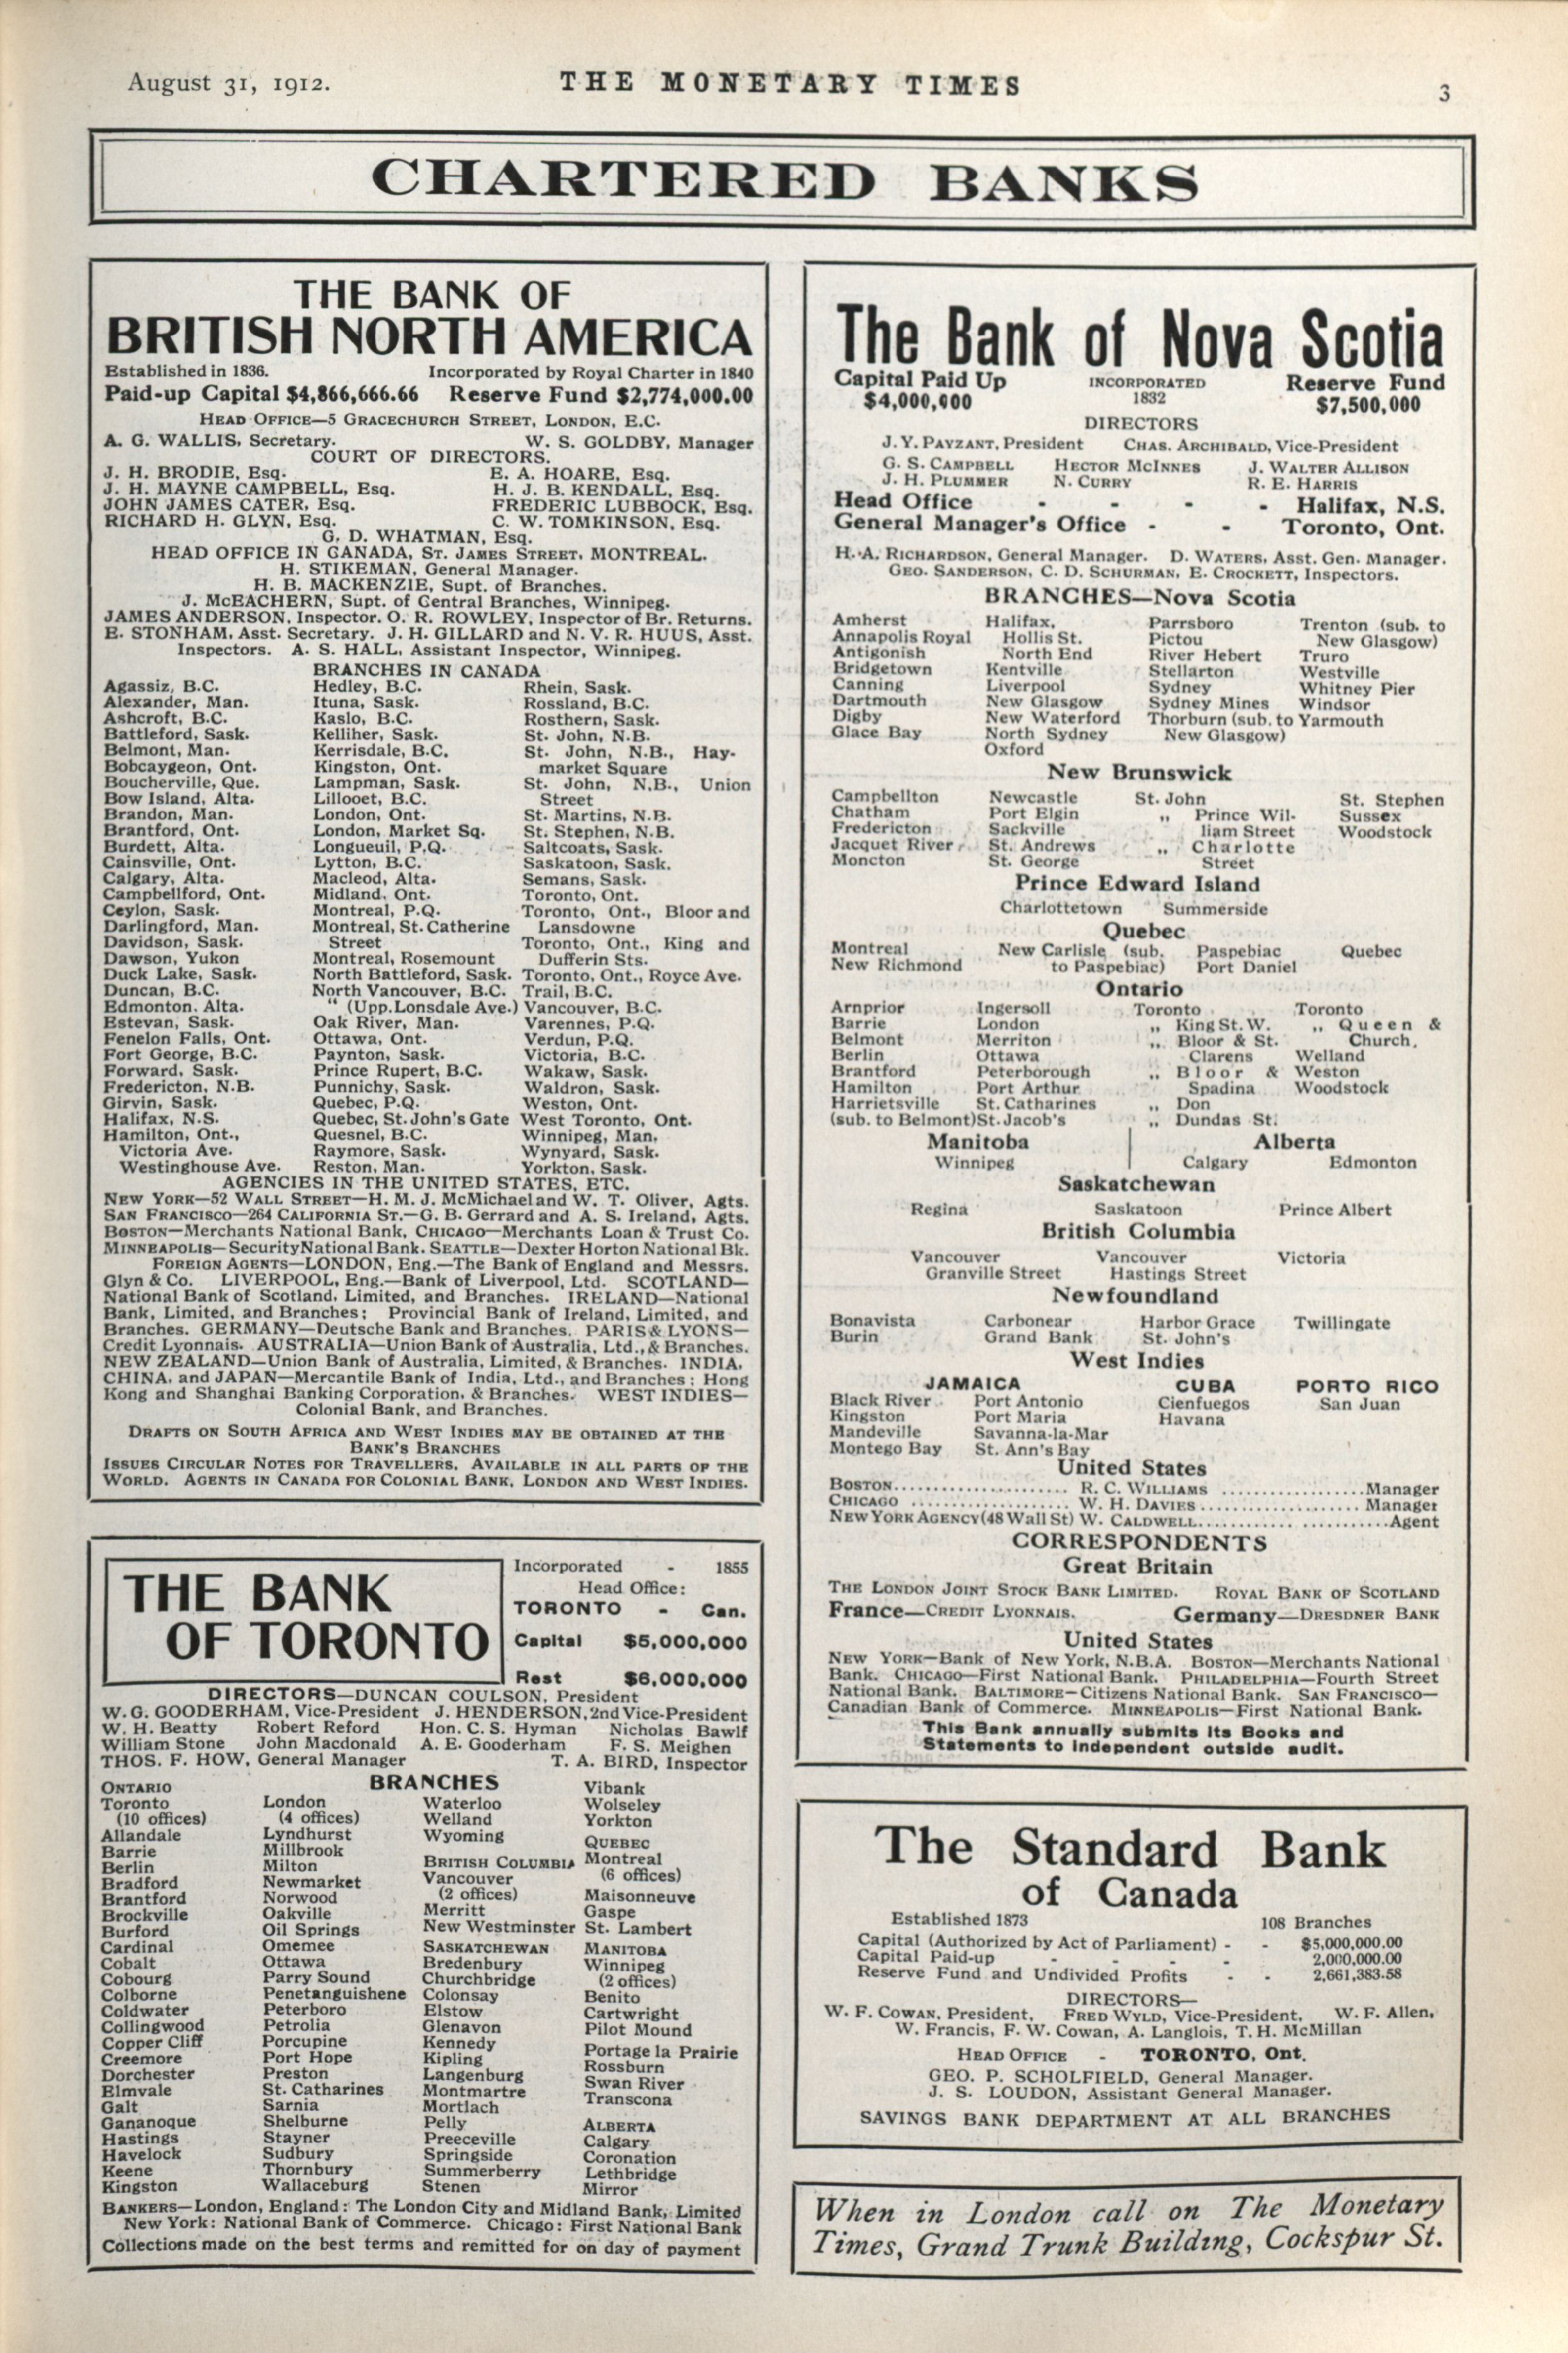 August 31, 1912.
THE MONETARY TIMES
3
CHARTERED BANKS
THE BANK OF
BRITISH NORTH AMERICA
Established in 1836. Incorporated by Royal Charter in 1840
Paid-up Capital $4,866,666.66 Reserve Fund $2,774,000.00
HEAD OFFICE—5 GRACECHURCH STREET, LONDON, E.C.
A. G. WALLIS, Secretary. W. S. GOLDBY, Manager
COURT OF DIRECTORS.
J. H. BRODIE, Esq. E. A. HOARE, Esq.
J. H. MAYNE CAMPBELL, Esq. H. J. B. KENDALL, Esq.
JOHN JAMES CATER, Esq. FREDERIC LUBBOCK, Esq.
RICHARD H. GLYN, Esq. C. W. TOMKINSON, Esq.
G. D. WHATMAN, Esq.
HEAD OFFICE IN CANADA, ST. JAMES STREET, MONTREAL.
H. STIKEMAN, General Manager.
H. B. MACKENZIE, Supt. of Branches.
J. McEACHERN, Supt. of Central Branches, Winnipeg.
JAMES ANDERSON, Inspector. O. R. ROWLEY, Inspector of Br. Returns.
E. STONHAM, Asst. Secretary. J. H. GILLARD and N. V. R. HUUS, Asst.
Inspectors. A. S. HALL, Assistant Inspector, Winnipeg.
BRANCHES IN CANADA
Agassiz, B.C. Hedley, B.C. Rhein, Sask.
Alexander, Man. Ituna, Sask. Rossland, B.C.
Ashcroft, B.C. Kaslo, B.C. Rosthern, Sask.
Battleford, Sask. Kelliher, Sask. St. John, N.B.
Belmont, Man. Kerrisdale, B.C. St. John, N.B., Hay-
Bobcaygeon, Ont. Kingston, Ont. market Square
Boucherville, Que. Lampman, Sask. St. John, N.B., Union
Bow Island, Alta. Lillooet, B.C. Street
Brandon, Man. London, Ont. St. Martins, N.B.
Brantford, Ont. London, Market Sq. St. Stephen, N.B.
Burdett, Alta. Longueuil, P.Q. Saltcoats, Sask.
Cainsville, Ont. Lytton, B.C. Saskatoon, Sask.
Calgary, Alta. Macleod, Alta. Semans, Sask.
Campbellford, Ont. Midland, Ont. Toronto, Ont.
Ceylon, Sask. Montreal, P.Q. Toronto, Ont., Bloor and
Darlingford, Man. Montreal, St. Catherine Lansdowne
Davidson, Sask. Street Toronto, Ont., King and
Dawson, Yukon Montreal, Rosemount Dufferin Sts.
Duck Lake, Sask. North Battleford, Sask. Toronto, Ont., Royce Ave.
Duncan, B.C. North Vancouver, B.C. Trail, B.C.
Edmonton, Alta. " (Upp. Lonsdale Ave.) Vancouver, B.C.
Estevan, Sask. Oak River, Man. Varennes, P.Q.
Fenelon Falls, Ont. Ottawa, Ont. Verdun, P.Q.
Fort George, B.C. Paynton, Sask. Victoria, B.C.
Forward, Sask. Prince Rupert, B.C. Wakaw, Sask.
Fredericton, N.B. Punnichy, Sask. Waldron, Sask.
Girvin, Sask. Quebec, P.Q. Weston, Ont.
Halifax, N.S. Quebec, St. John's Gate West Toronto, Ont.
Hamilton, Ont., Quesnel, B.C. Winnipeg, Man.
Victoria Ave. Raymore, Sask. Wynyard, Sask.
Westinghouse Ave. Reston, Man. Yorkton, Sask.
AGENCIES IN THE UNITED STATES, ETC.
NEW YORK—52 WALL STREET—H. M. J. McMichael and W. T. Oliver, Agts.
SAN FRANCISCO—264 CALIFORNIA ST.—G. B. Gerrard and A. S. Ireland, Agts.
BOSTON—Merchants National Bank, CHICAGO—Merchants Loan & Trust Co.
MINNEAPOLIS—Security National Bank. SEATTLE—Dexter Horton National Bk.
FOREIGN AGENTS—LONDON, Eng.—The Bank of England and Messrs.
Glyn & Co. LIVERPOOL, Eng.—Bank of Liverpool, Ltd. SCOTLAND—
National Bank of Scotland, Limited, and Branches. IRELAND—National
Bank, Limited, and Branches; Provincial Bank of Ireland, Limited, and
Branches. GERMANY—Deutsche Bank and Branches. PARIS & LYONS—
Credit Lyonnais. AUSTRALIA—Union Bank of Australia, Ltd., & Branches.
NEW ZEALAND—Union Bank of Australia, Limited, & Branches. INDIA,
CHINA, and JAPAN—Mercantile Bank of India, Ltd., and Branches; Hong
Kong and Shanghai Banking Corporation, & Branches. WEST INDIES—
Colonial Bank, and Branches.
DRAFTS ON SOUTH AFRICA AND WEST INDIES MAY BE OBTAINED AT THE
BANK'S BRANCHES
ISSUES CIRCULAR NOTES FOR TRAVELLERS, AVAILABLE IN ALL PARTS OF THE
WORLD. AGENTS IN CANADA FOR COLONIAL BANK, LONDON AND WEST INDIES.
THE BANK
OF TORONTO
Incorporated - 1855
Head Office:
TORONTO - Can.
Capital $5,000,000
Rest $6,000,000
DIRECTORS—DUNCAN COULSON, President
W. G. GOODERHAM, Vice-President J. HENDERSON, 2nd Vice-President
W. H. Beatty Robert Reford Hon. C. S. Hyman Nicholas Bawlf
William Stone John Macdonald A. E. Gooderham F. S. Meighen
THOS. F. HOW, General Manager T. A. BIRD, Inspector
BRANCHES
ONTARIO
Toronto
(10 offices)
Allandale
Barrie
Berlin
Bradford
Brantford
Brockville
Burford
Cardinal
Cobalt
Cobourg
Colborne
Coldwater
Collingwood
Copper Cliff
Creemore
Dorchester
Elmvale
Galt
Gananoque
Hastings
Havelock
Keene
Kingston
London
(4 offices)
Lyndhurst
Millbrook
Milton
Newmarket
Norwood
Oakville
Oil Springs
Omemee
Ottawa
Parry Sound
Penetanguishene
Peterboro
Petrolia
Porcupine
Port Hope
Preston
St. Catharines
Sarnia
Shelburne
Stayner
Sudbury
Thornbury
Wallaceburg
Waterloo
Welland
Wyoming
BRITISH COLUMBIA
Vancouver
(2 offices)
Merritt
New Westminster
SASKATCHEWAN
Bredenbury
Churchbridge
Colonsay
Elstow
Glenavon
Kennedy
Kipling
Langenburg
Montmartre
Mortlach
Pelly
Preeceville
Springside
Summerberry
Stenen
Vibank
Wolseley
Yorkton
QUEBEC
Montreal
(6 offices)
Maisonneuve
Gaspe
St. Lambert
MANITOBA
Winnipeg
(2 offices)
Benito
Cartwright
Pilot Mound
Portage la Prairie
Rossburn
Swan River
Transcona
ALBERTA
Calgary
Coronation
Lethbridge
Mirror
BANKERS—London, England: The London City and Midland Bank, Limited
New York: National Bank of Commerce. Chicago: First National Bank
Collections made on the best terms and remitted for on day of payment
The Bank of Nova Scotia
Capital Paid Up INCORPORATED Reserve Fund
$4,000,000 1832 $7,500,000
DIRECTORS
J. Y. PAYZANT, President CHAS. ARCHIBALD, Vice-President
G. S. CAMPBELL HECTOR MCINNES J. WALTER ALLISON
J. H. PLUMMER N. CURRY R. E. HARRIS
Head Office - - - - Halifax, N.S.
General Manager's Office - - Toronto, Ont.
H. A. RICHARDSON, General Manager. D. WATERS, Asst. Gen. Manager.
GEO. SANDERSON, C. D. SCHURMAN, E. CROCKETT, Inspectors.
BRANCHES—Nova Scotia
Amherst Halifax, Parrsboro Trenton (sub. to
Annapolis Royal Hollis St. Pictou New Glasgow)
Antigonish North End River Hebert Truro
Bridgetown Kentville Stellarton Westville
Canning Liverpool Sydney Whitney Pier
Dartmouth New Glasgow Sydney Mines Windsor
Digby New Waterford Thorburn (sub. to Yarmouth
Glace Bay North Sydney New Glasgow)
Oxford
New Brunswick
Campbellton Newcastle St. John St. Stephen
Chatham Port Elgin „ Prince Wil- Sussex
Fredericton Sackville liam Street Woodstock
Jacquet River St. Andrews „ Charlotte
Moncton St. George Street
Prince Edward Island
Charlottetown Summerside
Quebec
Montreal New Carlisle (sub. Paspebiac Quebec
New Richmond to Paspebiac) Port Daniel
Ontario
Arnprior Ingersoll Toronto Toronto
Barrie London „ King St. W. „ Queen &
Belmont Merriton „ Bloor & St. Church,
Berlin Ottawa Clarens Welland
Brantford Peterborough „ Bloor & Weston
Hamilton Port Arthur Spadina Woodstock
Harrietsville St. Catharines „ Don
(sub. to Belmont) St. Jacob's „ Dundas St.
Manitoba Alberta
Winnipeg Calgary Edmonton
Saskatchewan
Regina Saskatoon Prince Albert
British Columbia
Vancouver Vancouver Victoria
Granville Street Hastings Street
Newfoundland
Bonavista Carbonear Harbor Grace Twillingate
Burin Grand Bank St. John's
West Indies
JAMAICA CUBA PORTO RICO
Black River Port Antonio Cienfuegos San Juan
Kingston Port Maria Havana
Mandeville Savanna-la-Mar
Montego Bay St. Ann's Bay
United States
BOSTON..................... R. C. WILLIAMS .................Manager
CHICAGO ................... W. H. DAVIES ................... Manager
NEW YORK AGENCY (48 Wall St) W. CALDWELL......................Agent
CORRESPONDENTS
Great Britain
THE LONDON JOINT STOCK BANK LIMITED. ROYAL BANK OF SCOTLAND
France—CREDIT LYONNAIS. Germany—DRESDNER BANK
United States
NEW YORK—Bank of New York, N.B.A. BOSTON—Merchants National
Bank. CHICAGO—First National Bank. PHILADELPHIA—Fourth Street
National Bank. BALTIMORE—Citizens National Bank. SAN FRANCISCO—
Canadian Bank of Commerce. MINNEAPOLIS—First National Bank.
This Bank annually submits its Books and
Statements to independent outside audit.
The Standard Bank
of Canada
Established 1873 108 Branches
Capital (Authorized by Act of Parliament) - - $5,000,000.00
Capital Paid-up - - - - 2,000,000.00
Reserve Fund and Undivided Profits - - 2,661,383.58
DIRECTORS—
W. F. COWAN, President, FRED WYLD, Vice-President, W. F. Allen,
W. Francis, F. W. Cowan, A. Langlois, T. H. McMillan
HEAD OFFICE - TORONTO, Ont.
GEO. P. SCHOLFIELD, General Manager.
J. S. LOUDON, Assistant General Manager.
SAVINGS BANK DEPARTMENT AT ALL BRANCHES
When in London call on The Monetary
Times, Grand Trunk Building, Cockspur St.